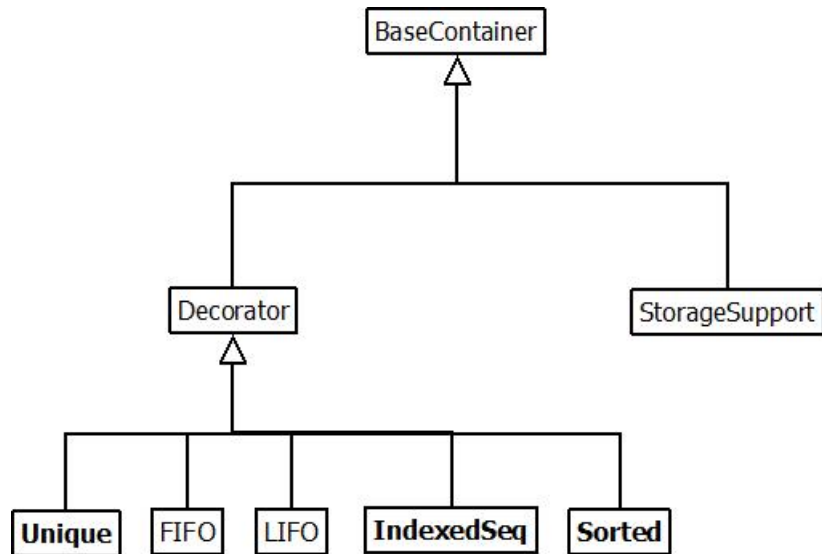 BaseContainer
Decorator
StorageSupport
Unique
FIFO
LIFO
IndexedSeq
Sorted